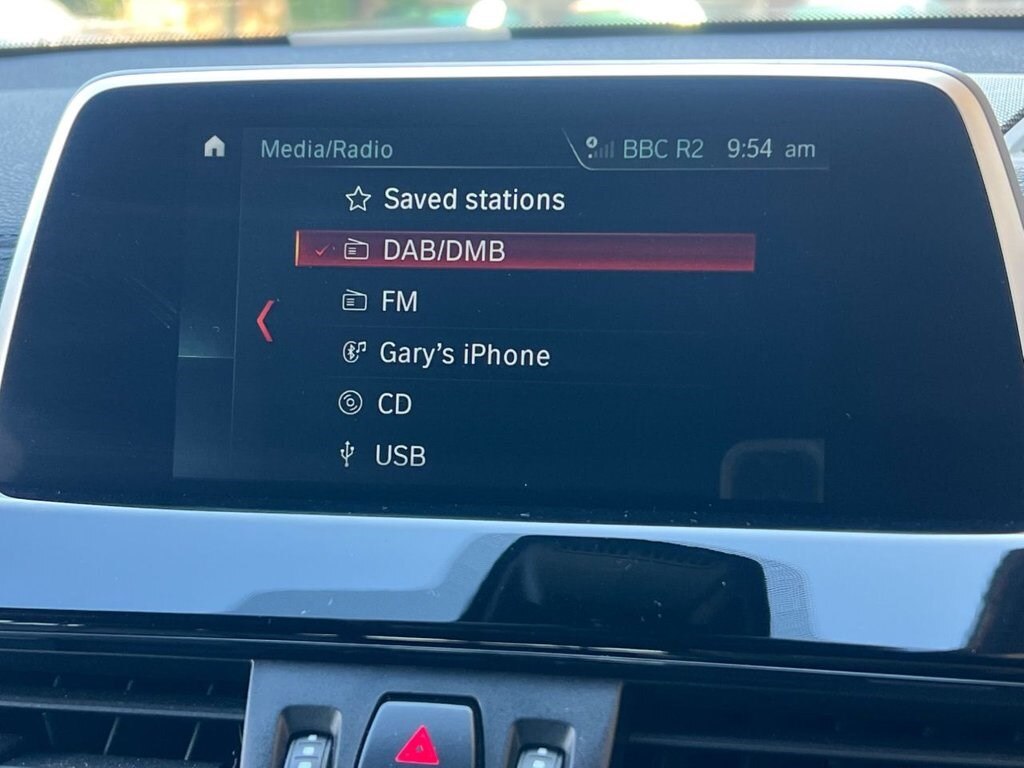 Media/Radio BBC R2 9:54 am
Saved stations
DAB/DMB
FM
Gary's iPhone
CD
USB